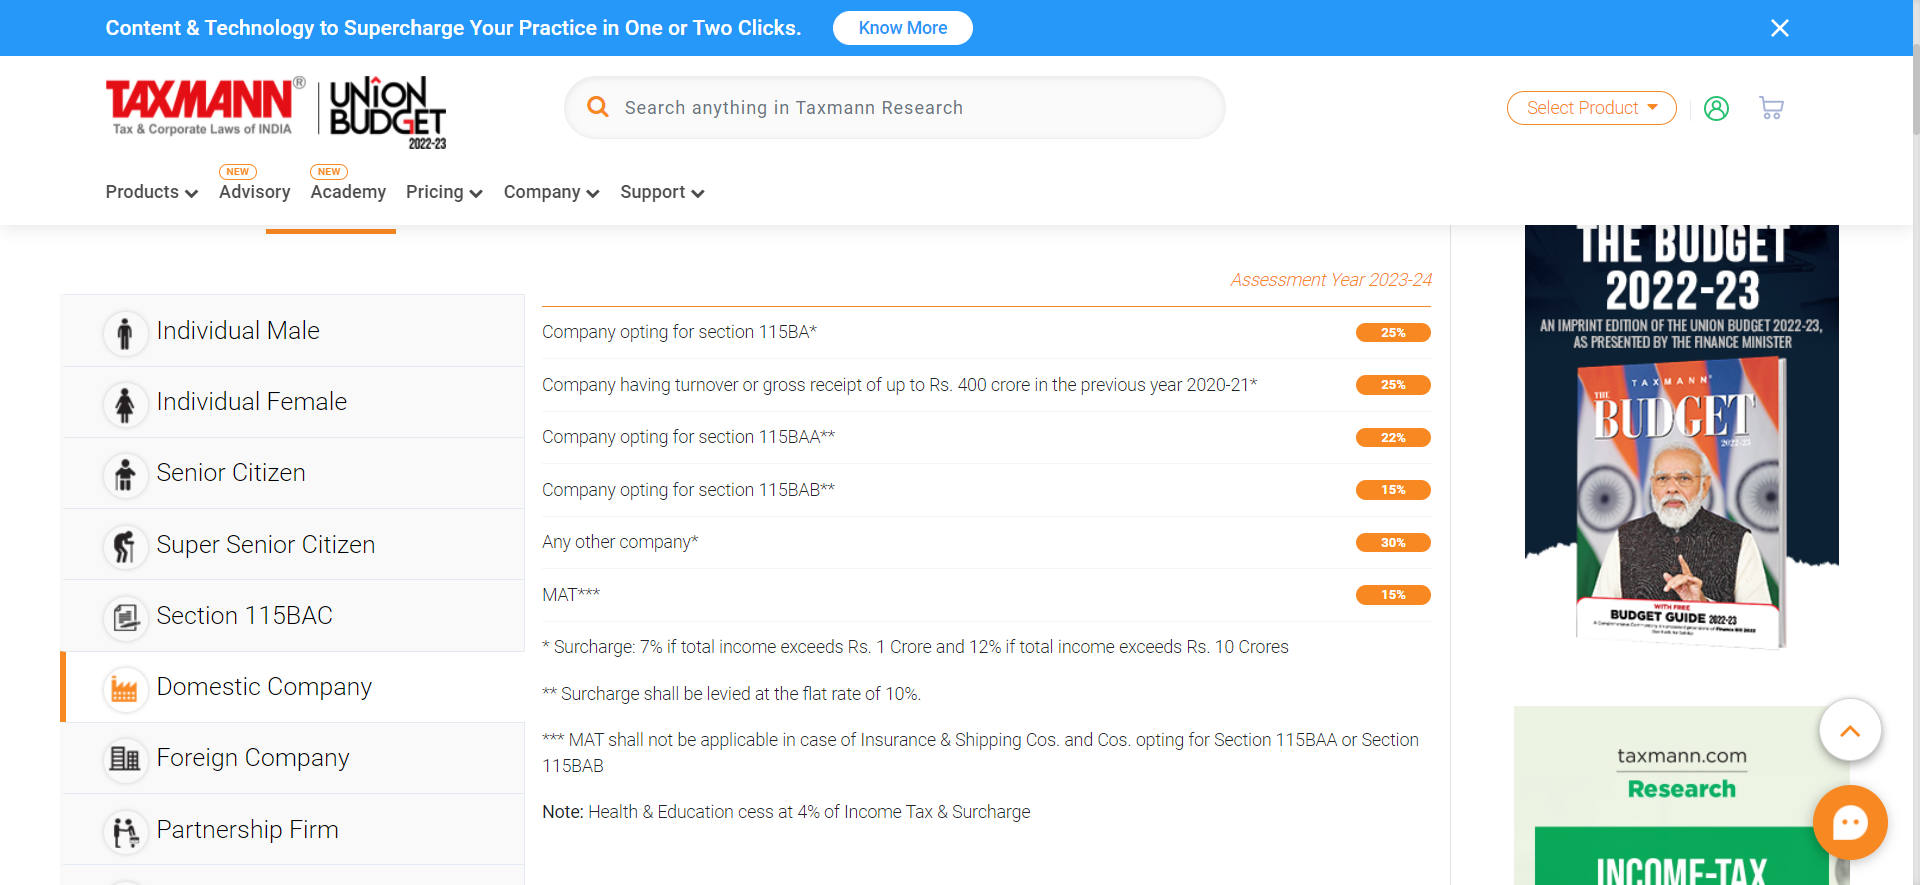 Content & Technology to Supercharge Your Practice in One or Two Clicks.
Know More
TAXMANN®
Tax & Corporate Laws of INDIA
UNION
BUDGET
2022-23
Search anything in Taxmann Research
Select Product
Products
NEW
Advisory
NEW
Academy
Pricing
Company
Support
Assessment Year 2023-24
Individual Male
Individual Female
Senior Citizen
Super Senior Citizen
Section 115BAC
Domestic Company
Foreign Company
Partnership Firm
Company opting for section 115BA* 25%
Company having turnover or gross receipt of up to Rs. 400 crore in the previous year 2020-21* 25%
Company opting for section 115BAA** 22%
Company opting for section 115BAB** 15%
Any other company* 30%
MAT*** 15%
* Surcharge: 7% if total income exceeds Rs. 1 Crore and 12% if total income exceeds Rs. 10 Crores
** Surcharge shall be levied at the flat rate of 10%.
*** MAT shall not be applicable in case of Insurance & Shipping Cos. and Cos. opting for Section 115BAA or Section
115BAB
Note: Health & Education cess at 4% of Income Tax & Surcharge
THE BUDGET
2022-23
AN IMPRINT EDITION OF THE UNION BUDGET 2022-23,
AS PRESENTED BY THE FINANCE MINISTER
TAXMANN®
THE
BUDGET
2022-23
WITH FREE
BUDGET GUIDE 2022-23
taxmann.com
Research
INCOME-TAX